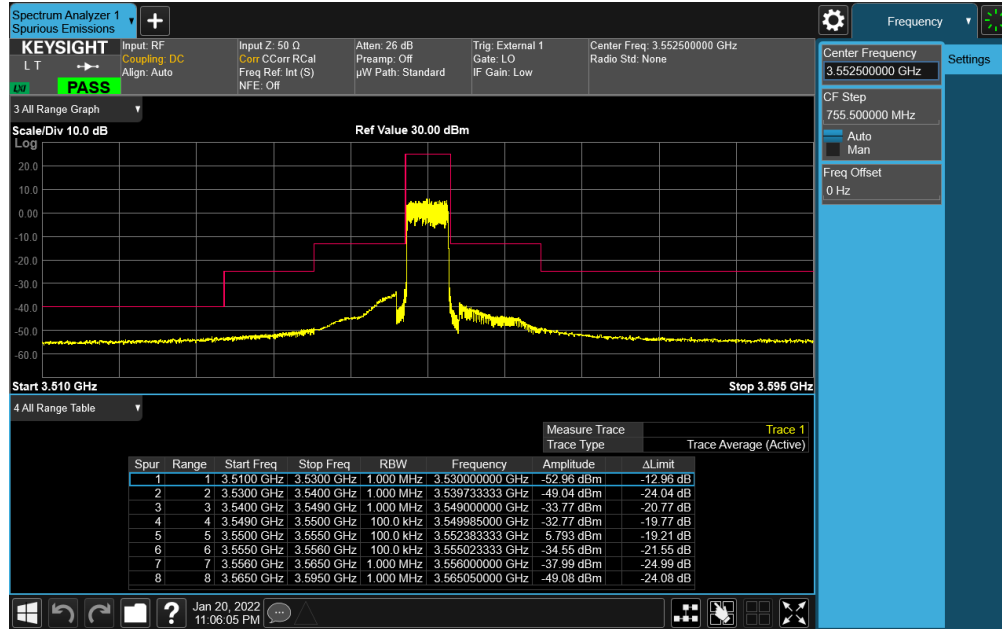 Spectrum Analyzer 1
Spurious Emissions
Frequency
KEYSIGHT
L T
LXI
PASS
Input: RF
Coupling: DC
Align: Auto
Input Z: 50 Ω
Corr CCorr RCal
Freq Ref: Int (S)
NFE: Off
Atten: 26 dB
Preamp: Off
µW Path: Standard
Trig: External 1
Gate: LO
IF Gain: Low
Center Freq: 3.552500000 GHz
Radio Std: None
Center Frequency
3.552500000 GHz
Settings
CF Step
755.500000 MHz
Auto
Man
Freq Offset
0 Hz
3 All Range Graph
Scale/Div 10.0 dB
Ref Value 30.00 dBm
Log
20.0
10.0
0.00
-10.0
-20.0
-30.0
-40.0
-50.0
-60.0
Start 3.510 GHz
Stop 3.595 GHz
4 All Range Table
Measure Trace Trace 1
Trace Type Trace Average (Active)
Spur Range Start Freq Stop Freq RBW Frequency Amplitude ΔLimit
1 1 3.5100 GHz 3.5300 GHz 1.000 MHz 3.530000000 GHz -52.96 dBm -12.96 dB
2 2 3.5300 GHz 3.5400 GHz 1.000 MHz 3.539733333 GHz -49.04 dBm -24.04 dB
3 3 3.5400 GHz 3.5490 GHz 1.000 MHz 3.549000000 GHz -33.77 dBm -20.77 dB
4 4 3.5490 GHz 3.5500 GHz 100.0 kHz 3.549985000 GHz -32.77 dBm -19.77 dB
5 5 3.5500 GHz 3.5550 GHz 100.0 kHz 3.552383333 GHz 5.793 dBm -19.21 dB
6 6 3.5550 GHz 3.5560 GHz 100.0 kHz 3.555023333 GHz -34.55 dBm -21.55 dB
7 7 3.5560 GHz 3.5650 GHz 1.000 MHz 3.556000000 GHz -37.99 dBm -24.99 dB
8 8 3.5650 GHz 3.5950 GHz 1.000 MHz 3.565050000 GHz -49.08 dBm -24.08 dB
?
Jan 20, 2022
11:06:05 PM